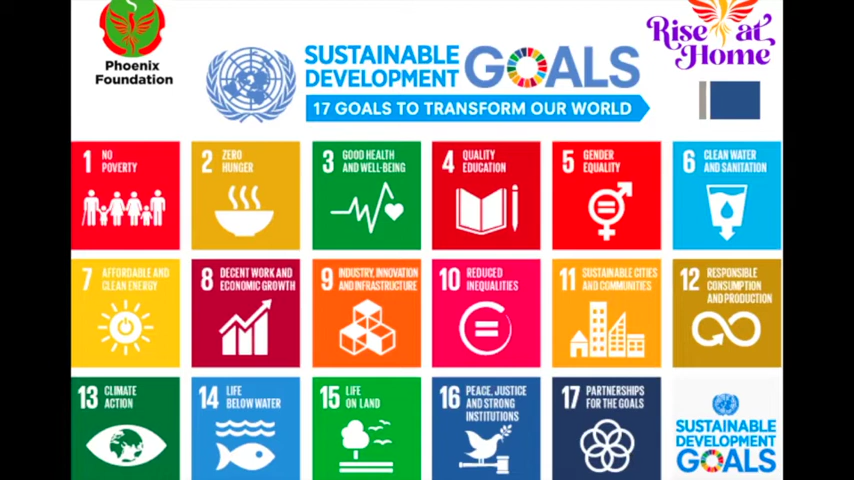 Phoenix
Foundation
SUSTAINABLE
DEVELOPMENT
GOALS
17 GOALS TO TRANSFORM OUR WORLD
Rise at
Home
1 NO
POVERTY
2 ZERO
HUNGER
3 GOOD HEALTH
AND WELL-BEING
4 QUALITY
EDUCATION
5 GENDER
EQUALITY
6 CLEAN WATER
AND SANITATION
7 AFFORDABLE AND
CLEAN ENERGY
8 DECENT WORK AND
ECONOMIC GROWTH
9 INDUSTRY, INNOVATION
AND INFRASTRUCTURE
10 REDUCED
INEQUALITIES
11 SUSTAINABLE CITIES
AND COMMUNITIES
12 RESPONSIBLE
CONSUMPTION
AND PRODUCTION
13 CLIMATE
ACTION
14 LIFE
BELOW WATER
15 LIFE
ON LAND
16 PEACE, JUSTICE
AND STRONG
INSTITUTIONS
17 PARTNERSHIPS
FOR THE GOALS
SUSTAINABLE
DEVELOPMENT
GOALS